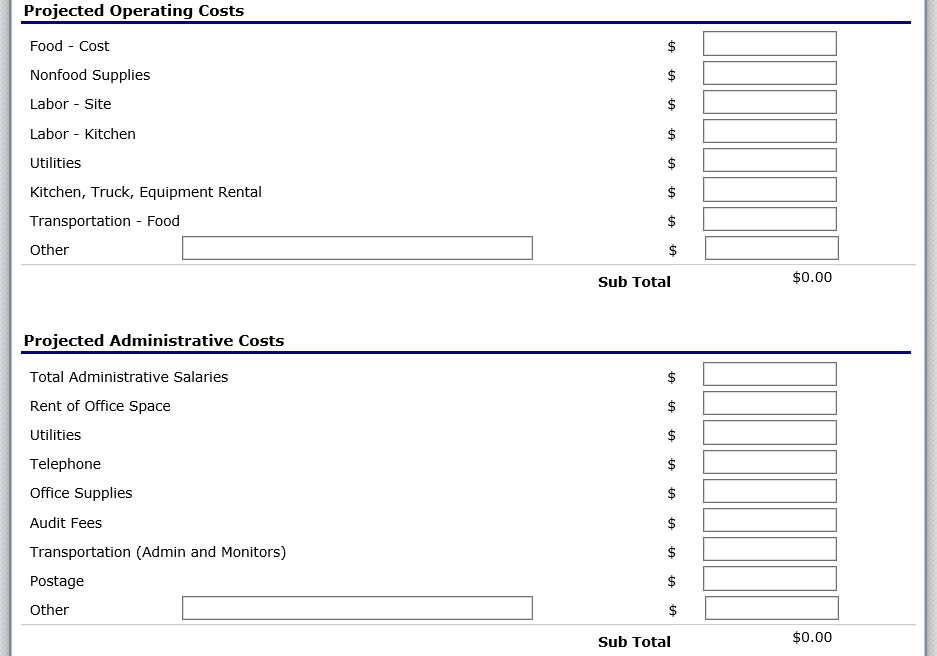 Projected Operating Costs
Food - Cost $
Nonfood Supplies $
Labor - Site $
Labor - Kitchen $
Utilities $
Kitchen, Truck, Equipment Rental $
Transportation - Food $
Other $
Sub Total $0.00
Projected Administrative Costs
Total Administrative Salaries $
Rent of Office Space $
Utilities $
Telephone $
Office Supplies $
Audit Fees $
Transportation (Admin and Monitors) $
Postage $
Other $
Sub Total $0.00